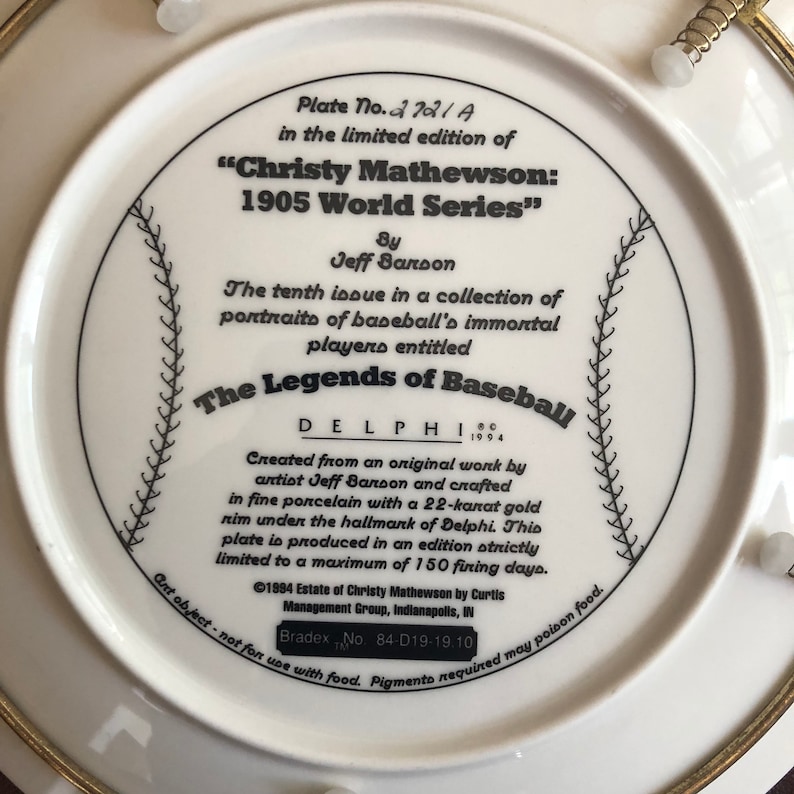 Plate No. 2721A
in the limited edition of
“Christy Mathewson:
1905 World Series”
By
Jeff Barson
The tenth issue in a collection of
portraits of baseball's immortal
players entitled
The Legends of Baseball
DELPHI ®©
1994
Created from an original work by
artist Jeff Barson and crafted
in fine porcelain with a 22-karat gold
rim under the hallmark of Delphi. This
plate is produced in an edition strictly
limited to a maximum of 150 firing days.
©1994 Estate of Christy Mathewson by Curtis
Management Group, Indianapolis, IN
Bradex TM No. 84-D19-19.10
Art object - not for use with food. Pigments required may poison food.